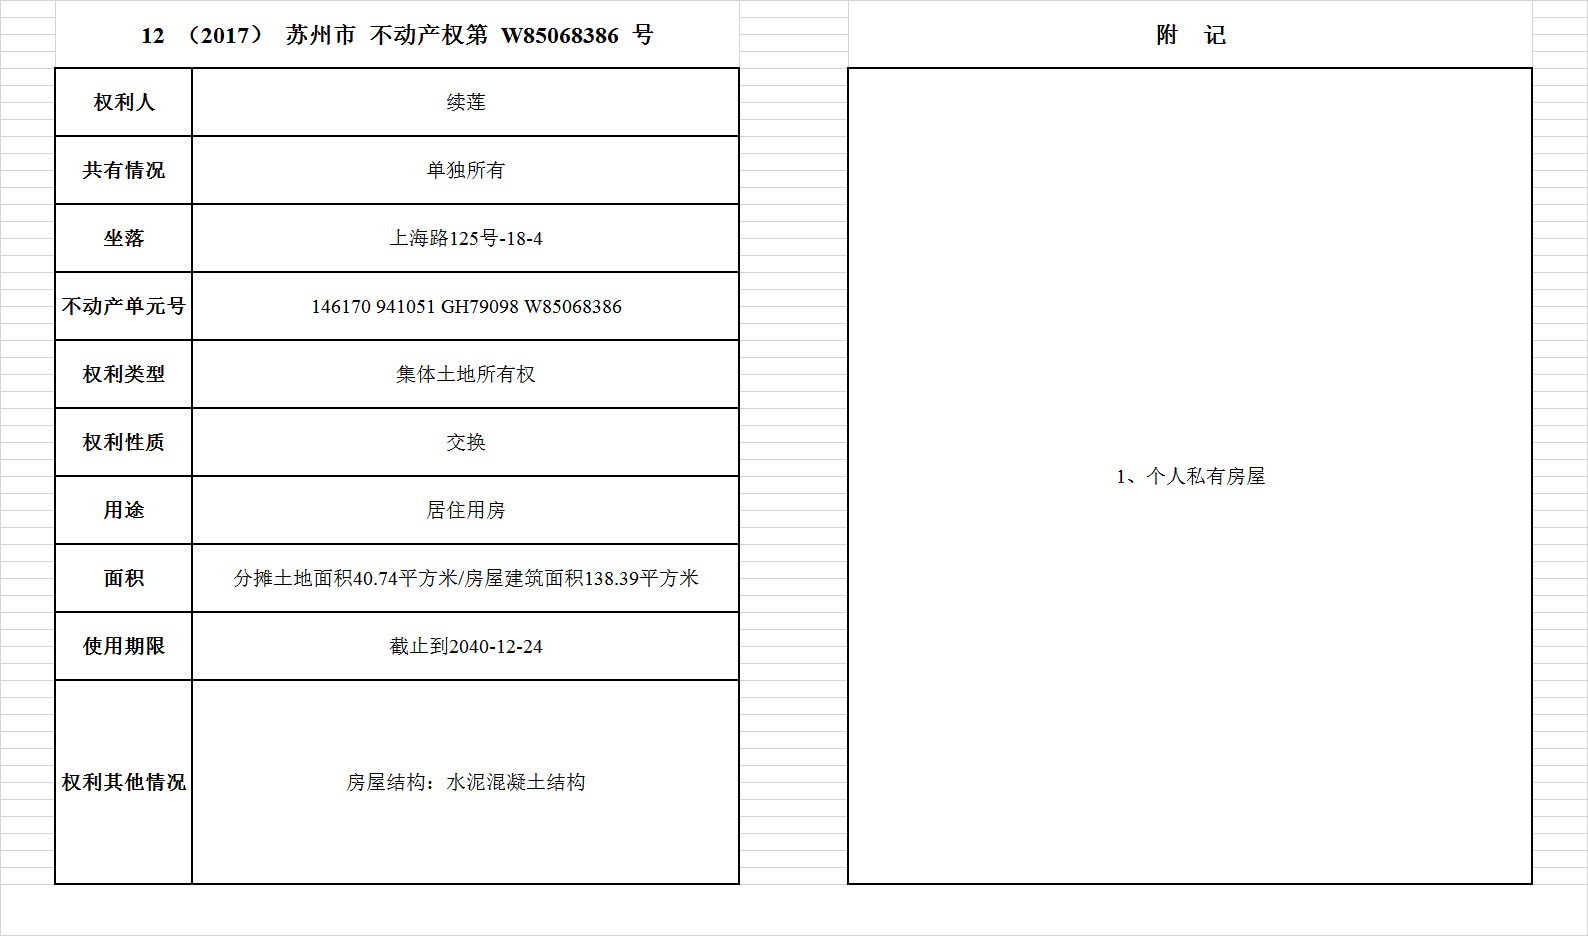 12 （2017） 苏州市 不动产权第 W85068386 号
权利人 续莲
共有情况 单独所有
坐落 上海路125号-18-4
不动产单元号 146170 941051 GH79098 W85068386
权利类型 集体土地所有权
权利性质 交换
用途 居住用房
面积 分摊土地面积40.74平方米/房屋建筑面积138.39平方米
使用期限 截止到2040-12-24
权利其他情况 房屋结构：水泥混凝土结构
附 记
1、个人私有房屋